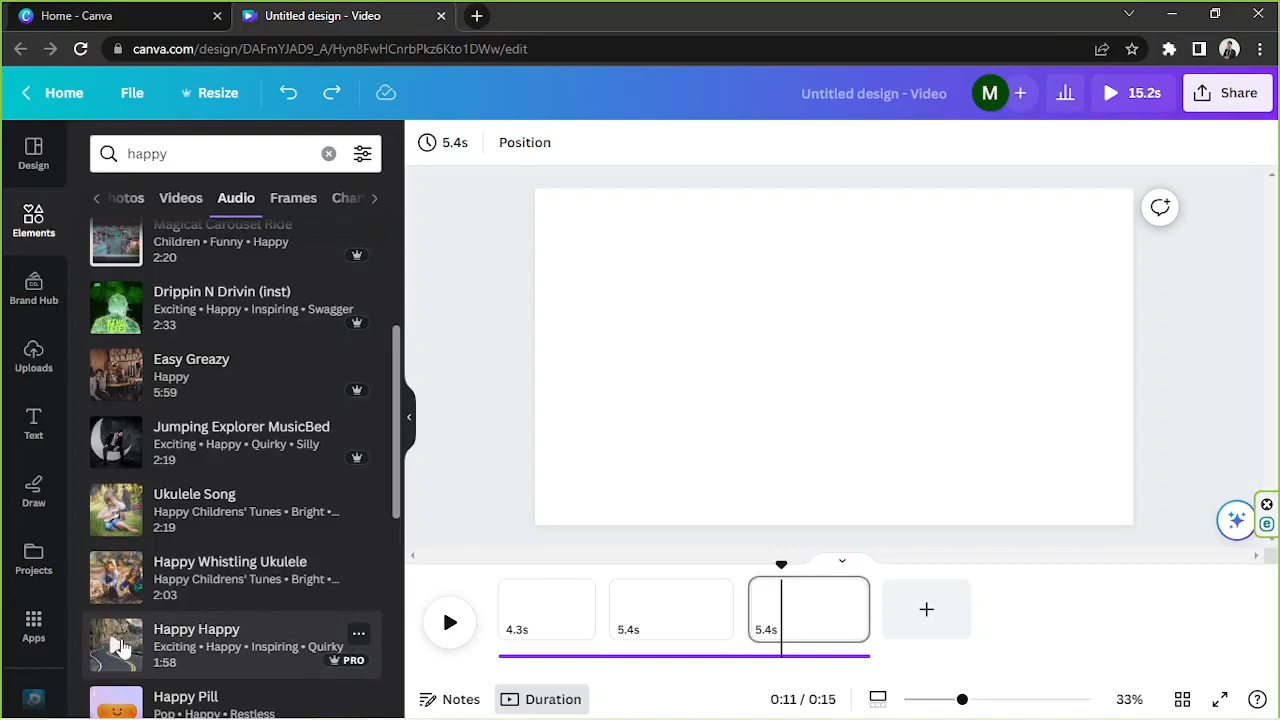 Home - Canva
Untitled design - Video
canva.com/design/DAFmYJAD9_A/Hyn8FwHCnrbPkz6Kto1DWw/edit
Home
File
Resize
Untitled design - Video
M
15.2s
Share
Design
Elements
Brand Hub
Uploads
Text
Draw
Projects
Apps
happy
hotos
Videos
Audio
Frames
Char
Magical Carousel Ride
Children • Funny • Happy
2:20
Drippin N Drivin (inst)
Exciting • Happy • Inspiring • Swagger
2:33
Easy Greazy
Happy
5:59
Jumping Explorer MusicBed
Exciting • Happy • Quirky • Silly
2:19
Ukulele Song
Happy Childrens' Tunes • Bright •...
2:19
Happy Whistling Ukulele
Happy Childrens' Tunes • Bright •...
2:03
Happy Happy
Exciting • Happy • Inspiring • Quirky
1:58
PRO
Happy Pill
Pop • Happy • Restless
5.4s
Position
4.3s
5.4s
5.4s
Notes
Duration
0:11 / 0:15
33%